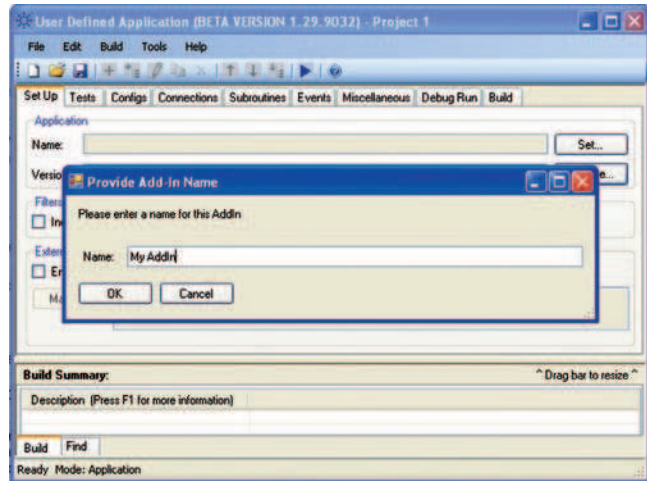 User Defined Application (BETA VERSION 1.29.9032) - Project 1
File Edit Build Tools Help
Set Up Tests Configs Connections Subroutines Events Miscellaneous Debug Run Build
Application
Name: Set...
Provide Add-In Name
Please enter a name for this AddIn
Name: My AddIn
OK Cancel
Build Summary: ^ Drag bar to resize ^
Description (Press F1 for more information)
Build Find
Ready Mode: Application